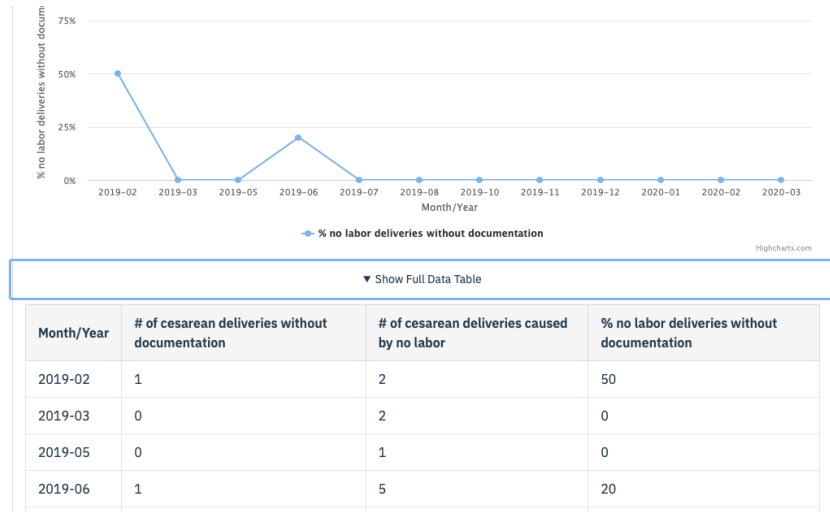 % no labor deliveries without docum
75%
50%
25%
0%
2019-02 2019-03 2019-05 2019-06 2019-07 2019-08 2019-10 2019-11 2019-12 2020-01 2020-02 2020-03
Month/Year
% no labor deliveries without documentation
Highcharts.com
▼ Show Full Data Table
Month/Year # of cesarean deliveries without documentation # of cesarean deliveries caused by no labor % no labor deliveries without documentation
2019-02 1 2 50
2019-03 0 2 0
2019-05 0 1 0
2019-06 1 5 20